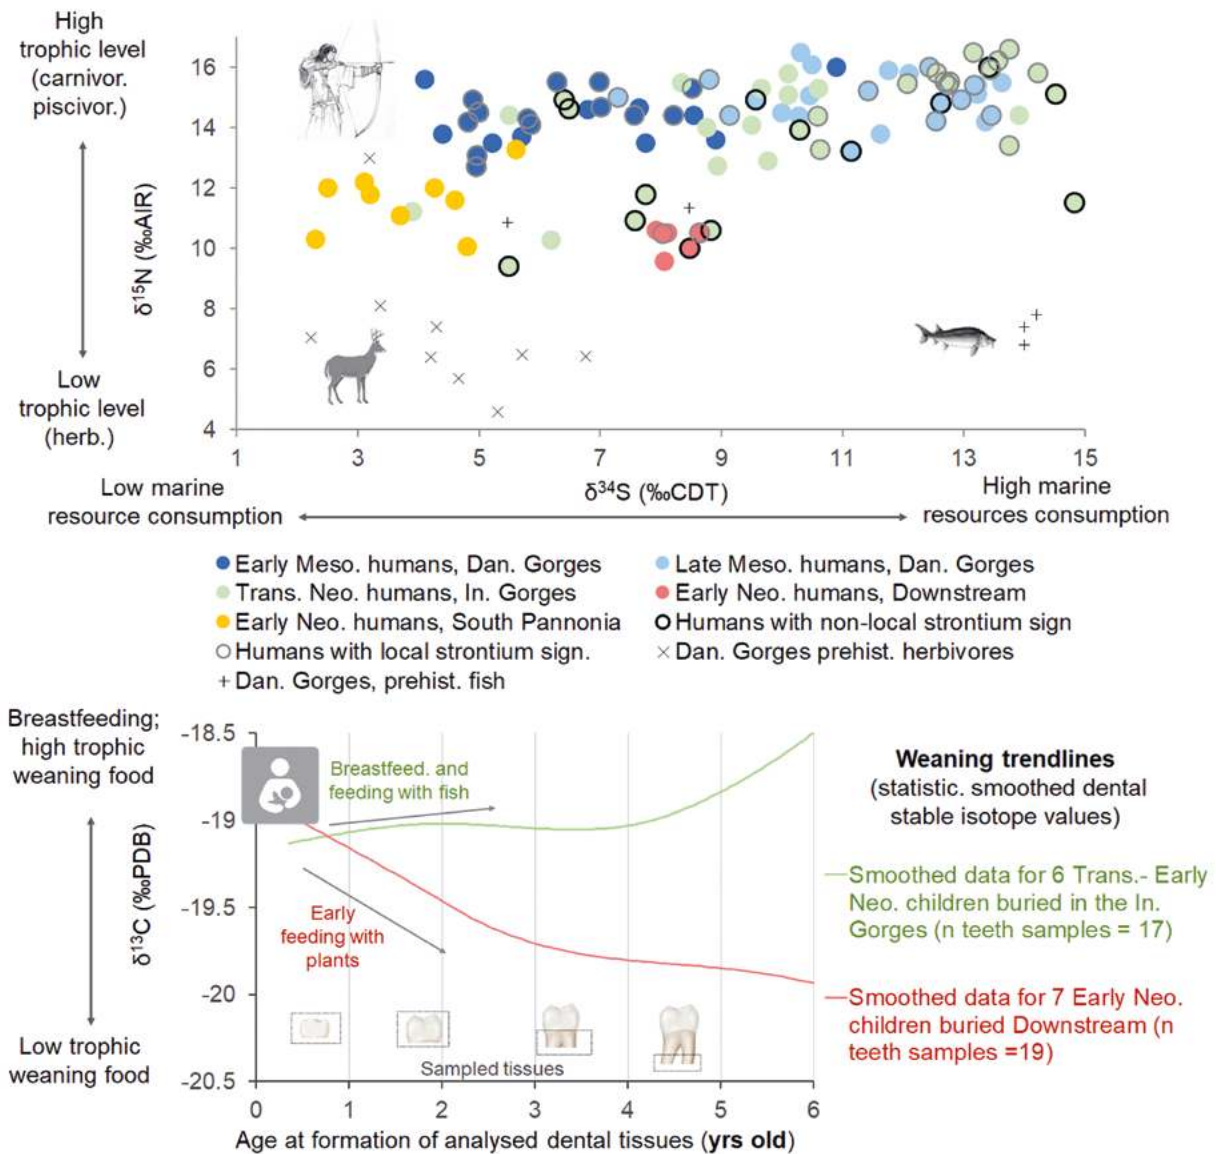 High
trophic level
(carnivor.
piscivor.)
Low
trophic level
(herb.)
δ15N (‰AIR)
16
14
12
10
8
6
4
1 3 5 7 9 11 13 15
δ34S (‰CDT)
Low marine
resource consumption
High marine
resources consumption
Early Meso. humans, Dan. Gorges
Late Meso. humans, Dan. Gorges
Trans. Neo. humans, In. Gorges
Early Neo. humans, Downstream
Early Neo. humans, South Pannonia
Humans with non-local strontium sign
Humans with local strontium sign.
Dan. Gorges prehist. herbivores
Dan. Gorges, prehist. fish
Breastfeeding;
high trophic
weaning food
Low trophic
weaning food
δ13C (‰PDB)
-18.5
-19
-19.5
-20
-20.5
Breastfeed. and
feeding with fish
Early
feeding with
plants
Sampled tissues
0 1 2 3 4 5 6
Age at formation of analysed dental tissues (yrs old)
Weaning trendlines
(statistic. smoothed dental
stable isotope values)
Smoothed data for 6 Trans.- Early
Neo. children buried in the In.
Gorges (n teeth samples = 17)
Smoothed data for 7 Early Neo.
children buried Downstream (n
teeth samples =19)